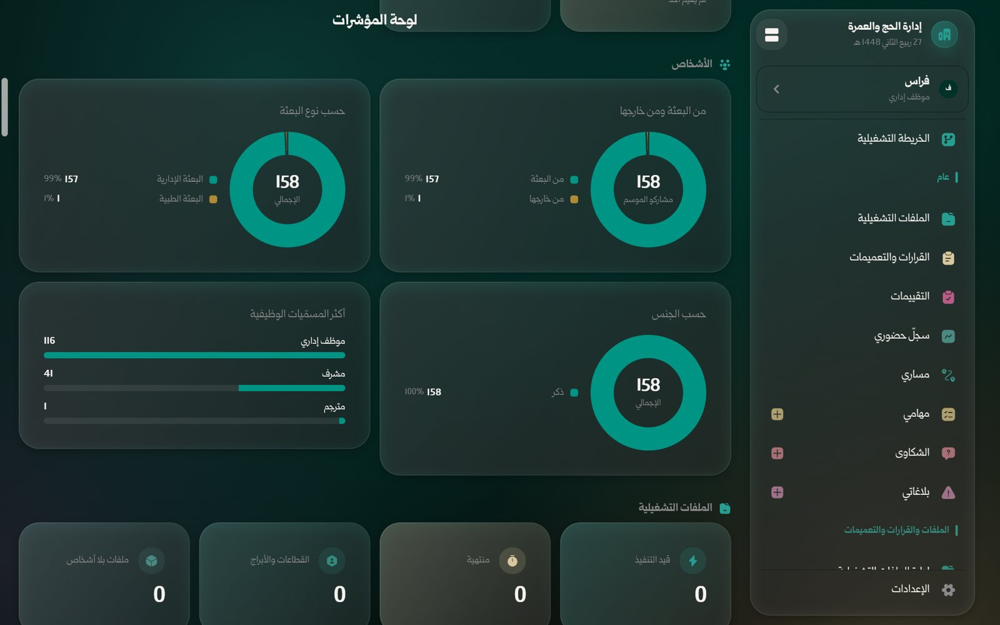 إدارة الحج والعمرة
27 ربيع الثاني 1448 هـ
ف
فراس
موظف إداري
الخريطة التشغيلية
عام
الملفات التشغيلية
القرارات والتعميمات
التقييمات
سجلّ حضوري
مساري
مهامي
الشكاوى
بلاغاتي
الملفات والقرارات والتعميمات
الإعدادات
لوحة المؤشرات
الأشخاص
من البعثة ومن خارجها
158
مشاركو الموسم
من البعثة 157 99%
من خارجها 1 1%
حسب نوع البعثة
158
الإجمالي
البعثة الإدارية 157 99%
البعثة الطبية 1 1%
حسب الجنس
158
الإجمالي
ذكر 158 100%
أكثر المسمّيات الوظيفية
موظف إداري 116
مشرف 41
مترجم 1
الملفات التشغيلية
قيد التنفيذ
0
منتهية
0
القطاعات والأبراج
0
ملفات بلا أشخاص
0